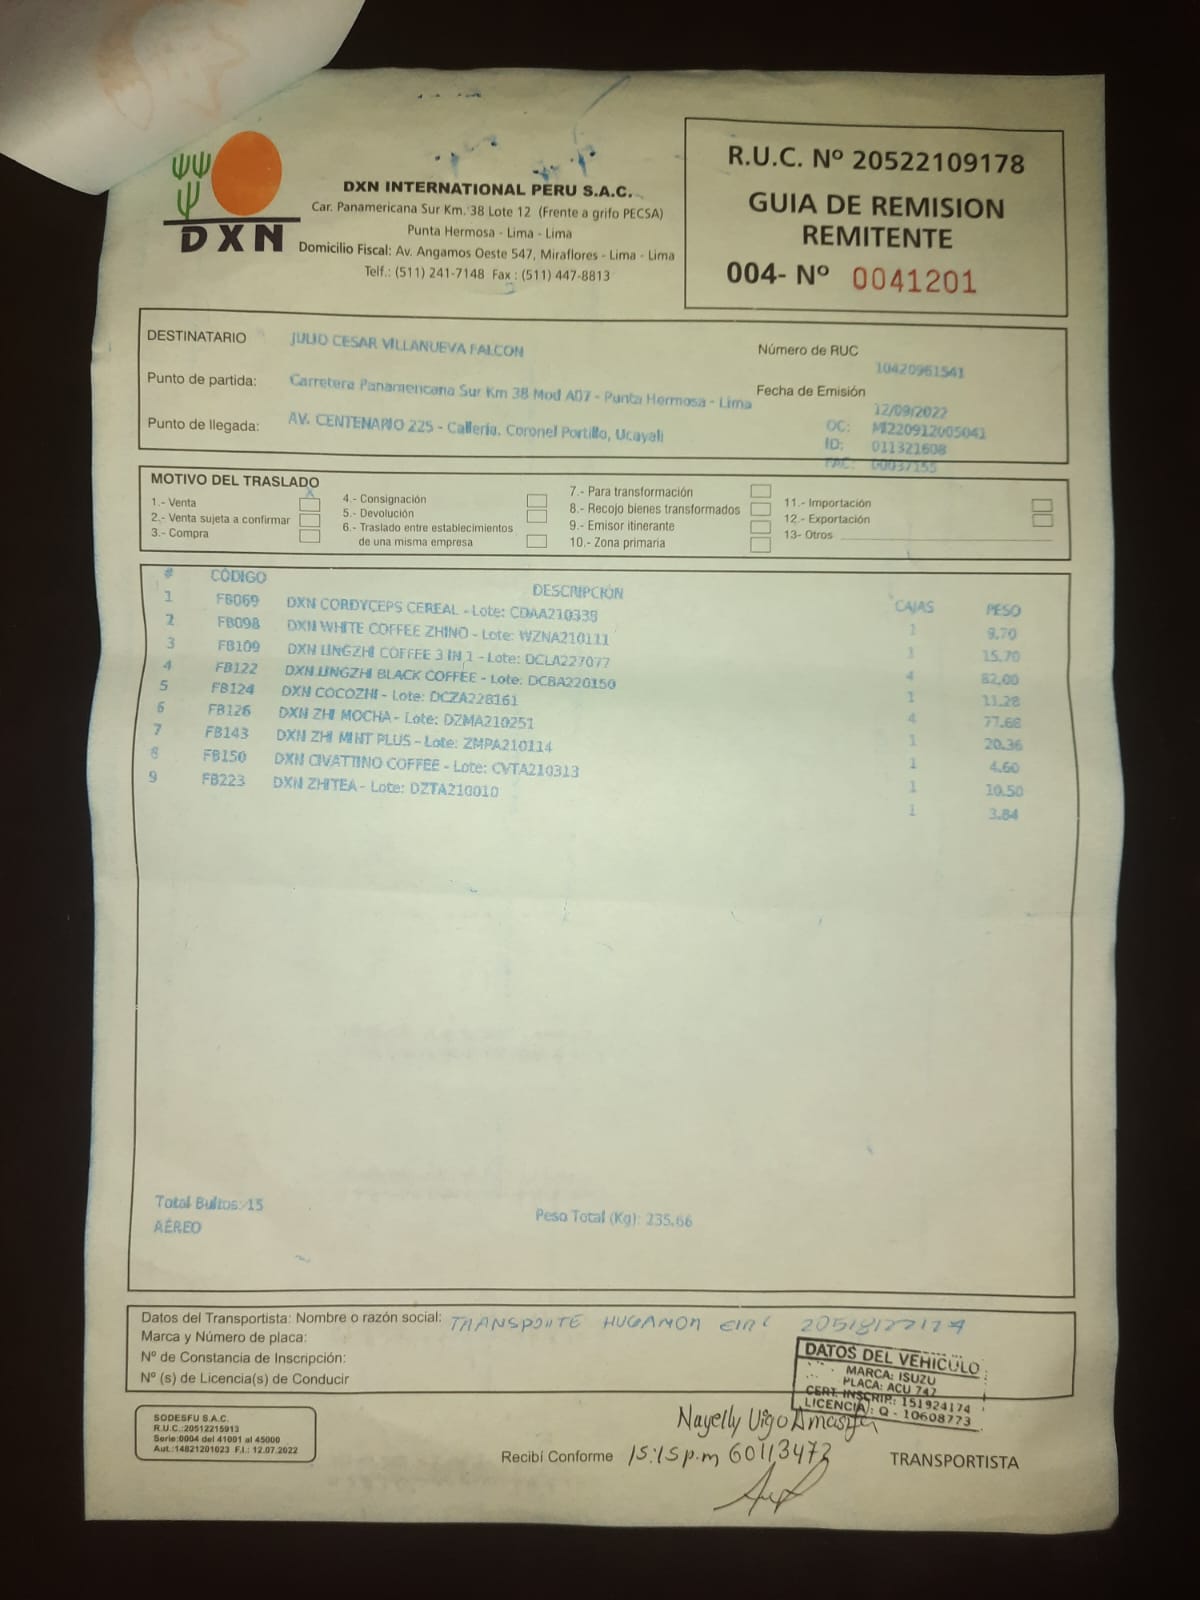 DXN
DXN INTERNATIONAL PERU S.A.C.
Car. Panamericana Sur Km. 38 Lote 12 (Frente a grifo PECSA)
Punta Hermosa - Lima - Lima
Domicilio Fiscal: Av. Angamos Oeste 547, Miraflores - Lima - Lima
Telf.: (511) 241-7148 Fax : (511) 447-8813
R.U.C. Nº 20522109178
GUIA DE REMISION
REMITENTE
004- Nº 0041201
DESTINATARIO JULIO CESAR VILLANUEVA FALCON
Número de RUC 10420961541
Punto de partida: Carretera Panamericana Sur Km 38 Mod A07 - Punta Hermosa - Lima
Fecha de Emisión 12/09/2022
Punto de llegada: AV. CENTENARIO 225 - Calleria, Coronel Portillo, Ucayali
OC: MI220912005041
ID: 011321608
FAC: 00037155
MOTIVO DEL TRASLADO
1.- Venta X
2.- Venta sujeta a confirmar
3.- Compra
4.- Consignación
5.- Devolución
6.- Traslado entre establecimientos
de una misma empresa
7.- Para transformación
8.- Recojo bienes transformados
9.- Emisor itinerante
10.- Zona primaria
11.- Importación
12.- Exportación
13- Otros
# CÓDIGO DESCRIPCIÓN CAJAS PESO
1 FB069 DXN CORDYCEPS CEREAL - Lote: CDAA210338 1 9.70
2 FB098 DXN WHITE COFFEE ZHINO - Lote: WZNA210111 1 15.70
3 FB109 DXN LINGZHI COFFEE 3 IN 1 - Lote: DCLA227077 4 82.00
4 FB122 DXN LINGZHI BLACK COFFEE - Lote: DCBA220150 1 11.28
5 FB124 DXN COCOZHI - Lote: DCZA228161 4 77.68
6 FB126 DXN ZHI MOCHA - Lote: DZMA210251 1 20.36
7 FB143 DXN ZHI MINT PLUS - Lote: ZMPA210114 1 4.60
8 FB150 DXN CIVATTINO COFFEE - Lote: CVTA210313 1 10.50
9 FB223 DXN ZHITEA - Lote: DZTA210010 1 3.84
Total Bultos: 15
Peso Total (Kg): 235.66
AÉREO
Datos del Transportista: Nombre o razón social: TRANSPORTE HUGAMON EIRL
Marca y Número de placa:
Nº de Constancia de Inscripción:
Nº (s) de Licencia(s) de Conducir
DATOS DEL VEHICULO
MARCA: ISUZU
PLACA: ACU 747
CERT. INSCRIP: 151924174
LICENCIA: Q - 10608773
SODESFU S.A.C.
R.U.C.:20512215913
Serie:0004 del 41001 al 45000
Aut.:14821201023 F.I.: 12.07.2022
Nayelly Vigo
Recibí Conforme 15:15 p.m 60113473
TRANSPORTISTA